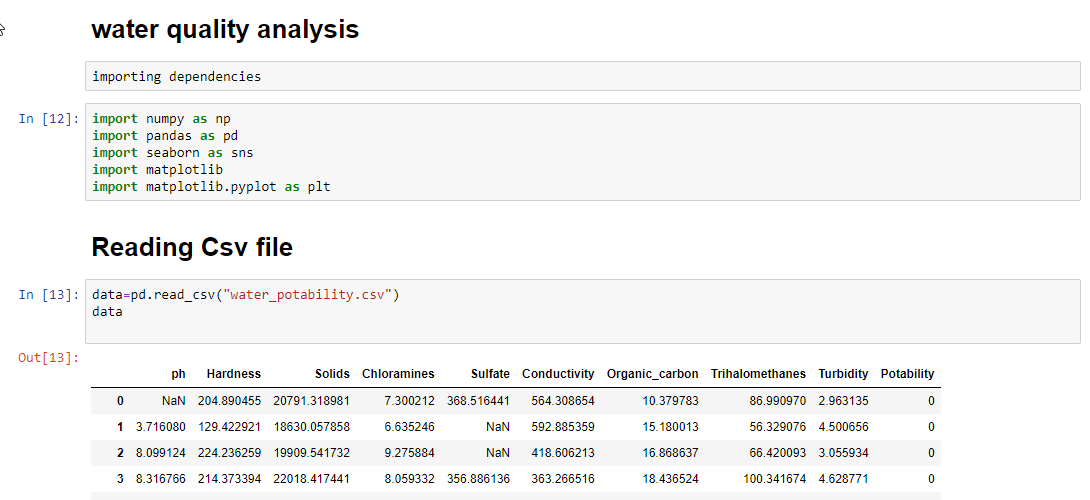 water quality analysis
importing dependencies
In [12]: import numpy as np
import pandas as pd
import seaborn as sns
import matplotlib
import matplotlib.pyplot as plt
Reading Csv file
In [13]: data=pd.read_csv("water_potability.csv")
data
Out[13]:
ph Hardness Solids Chloramines Sulfate Conductivity Organic_carbon Trihalomethanes Turbidity Potability
0 NaN 204.890455 20791.318981 7.300212 368.516441 564.308654 10.379783 86.990970 2.963135 0
1 3.716080 129.422921 18630.057858 6.635246 NaN 592.885359 15.180013 56.329076 4.500656 0
2 8.099124 224.236259 19909.541732 9.275884 NaN 418.606213 16.868637 66.420093 3.055934 0
3 8.316766 214.373394 22018.417441 8.059332 356.886136 363.266516 18.436524 100.341674 4.628771 0